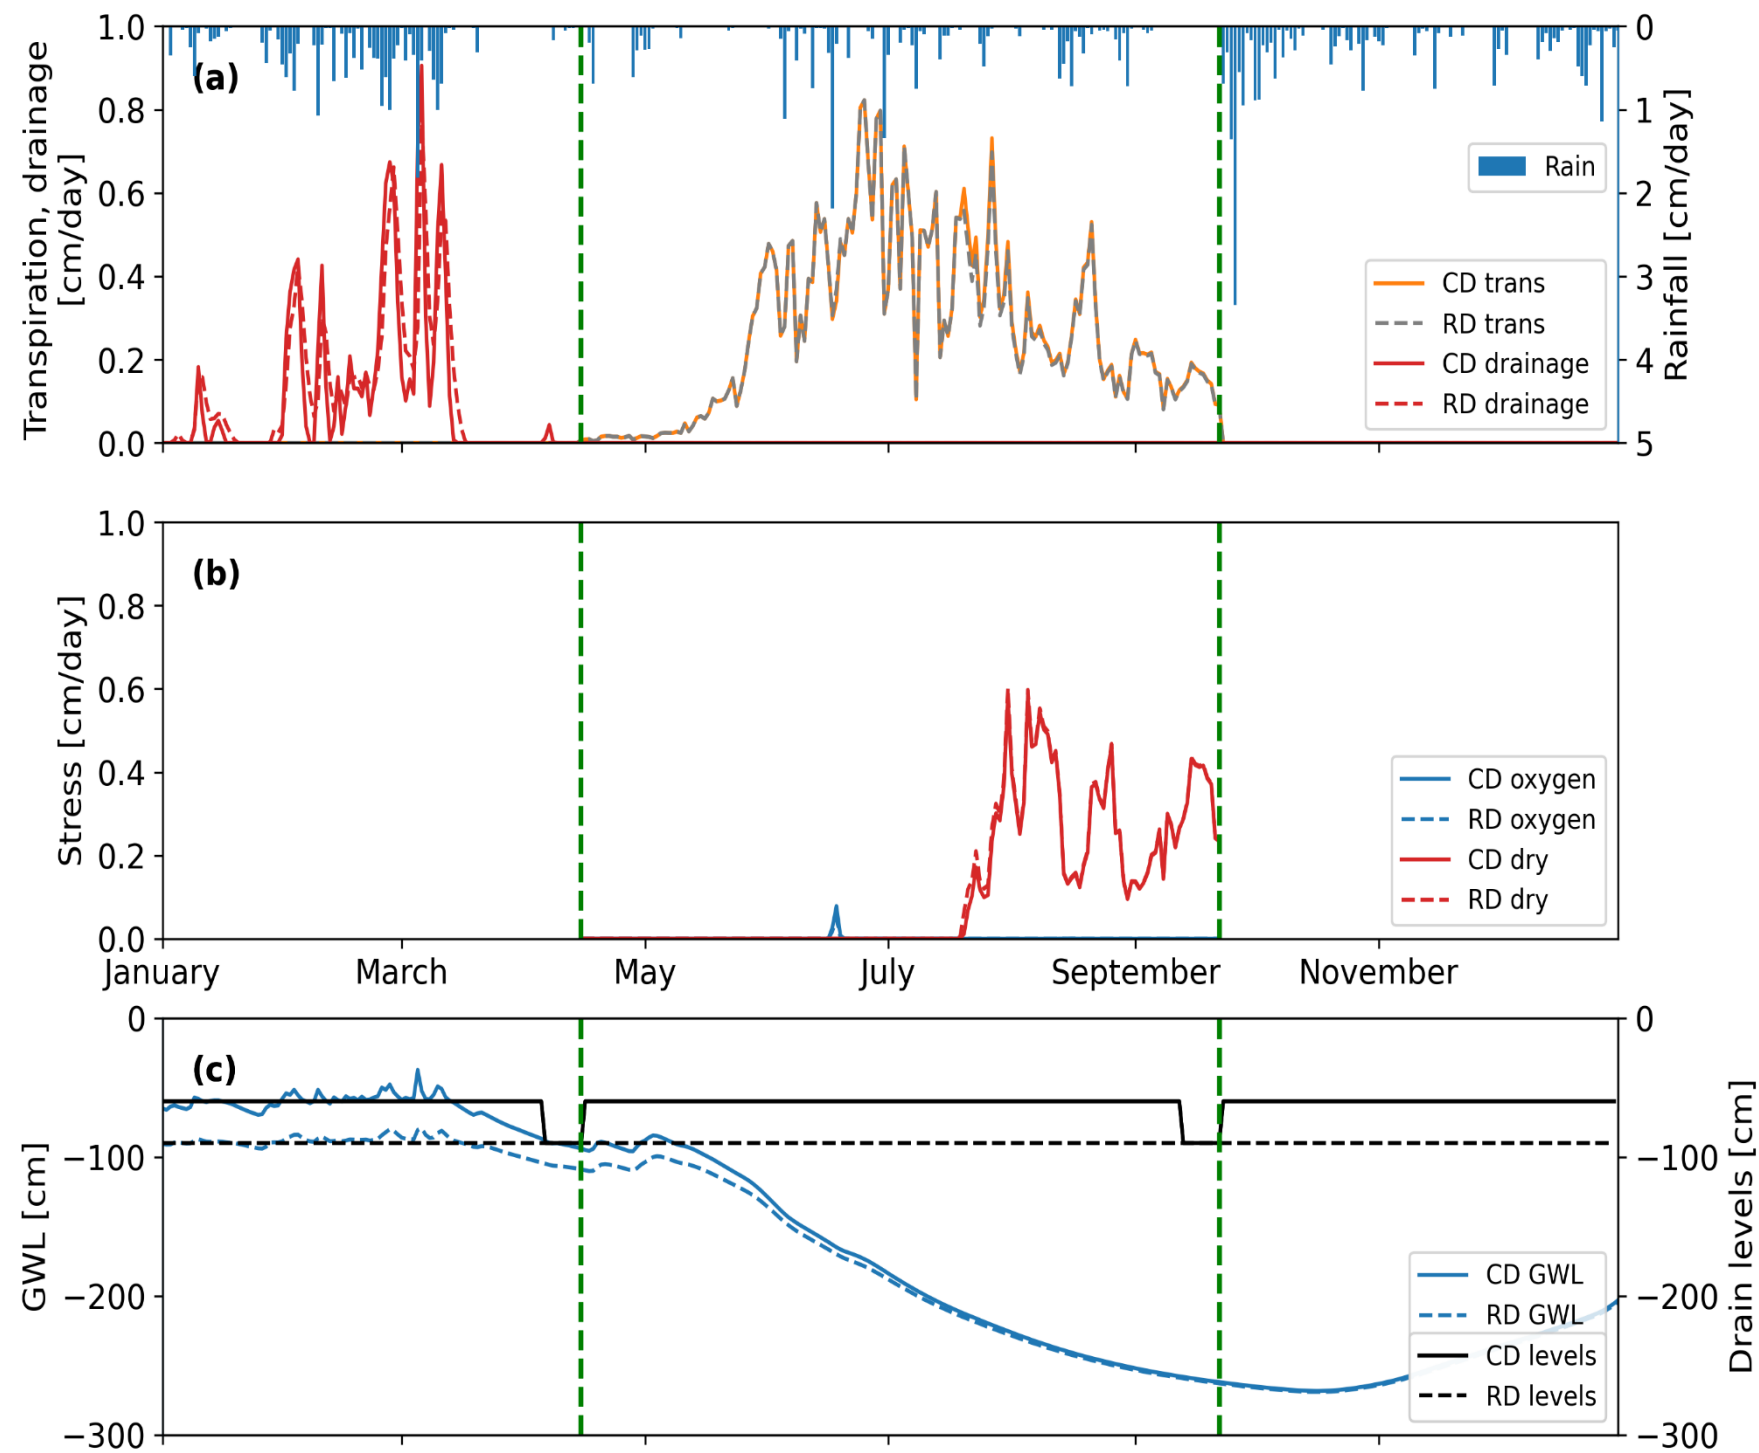 Transpiration, drainage
[cm/day]
1.0
0.8
0.6
0.4
0.2
0.0
(a)
0
1
2
3
4
5
Rainfall [cm/day]
Rain
CD trans
RD trans
CD drainage
RD drainage
Stress [cm/day]
1.0
0.8
0.6
0.4
0.2
0.0
(b)
CD oxygen
RD oxygen
CD dry
RD dry
January
March
May
July
September
November
GWL [cm]
0
−100
−200
−300
(c)
0
−100
−200
−300
Drain levels [cm]
CD GWL
RD GWL
CD levels
RD levels